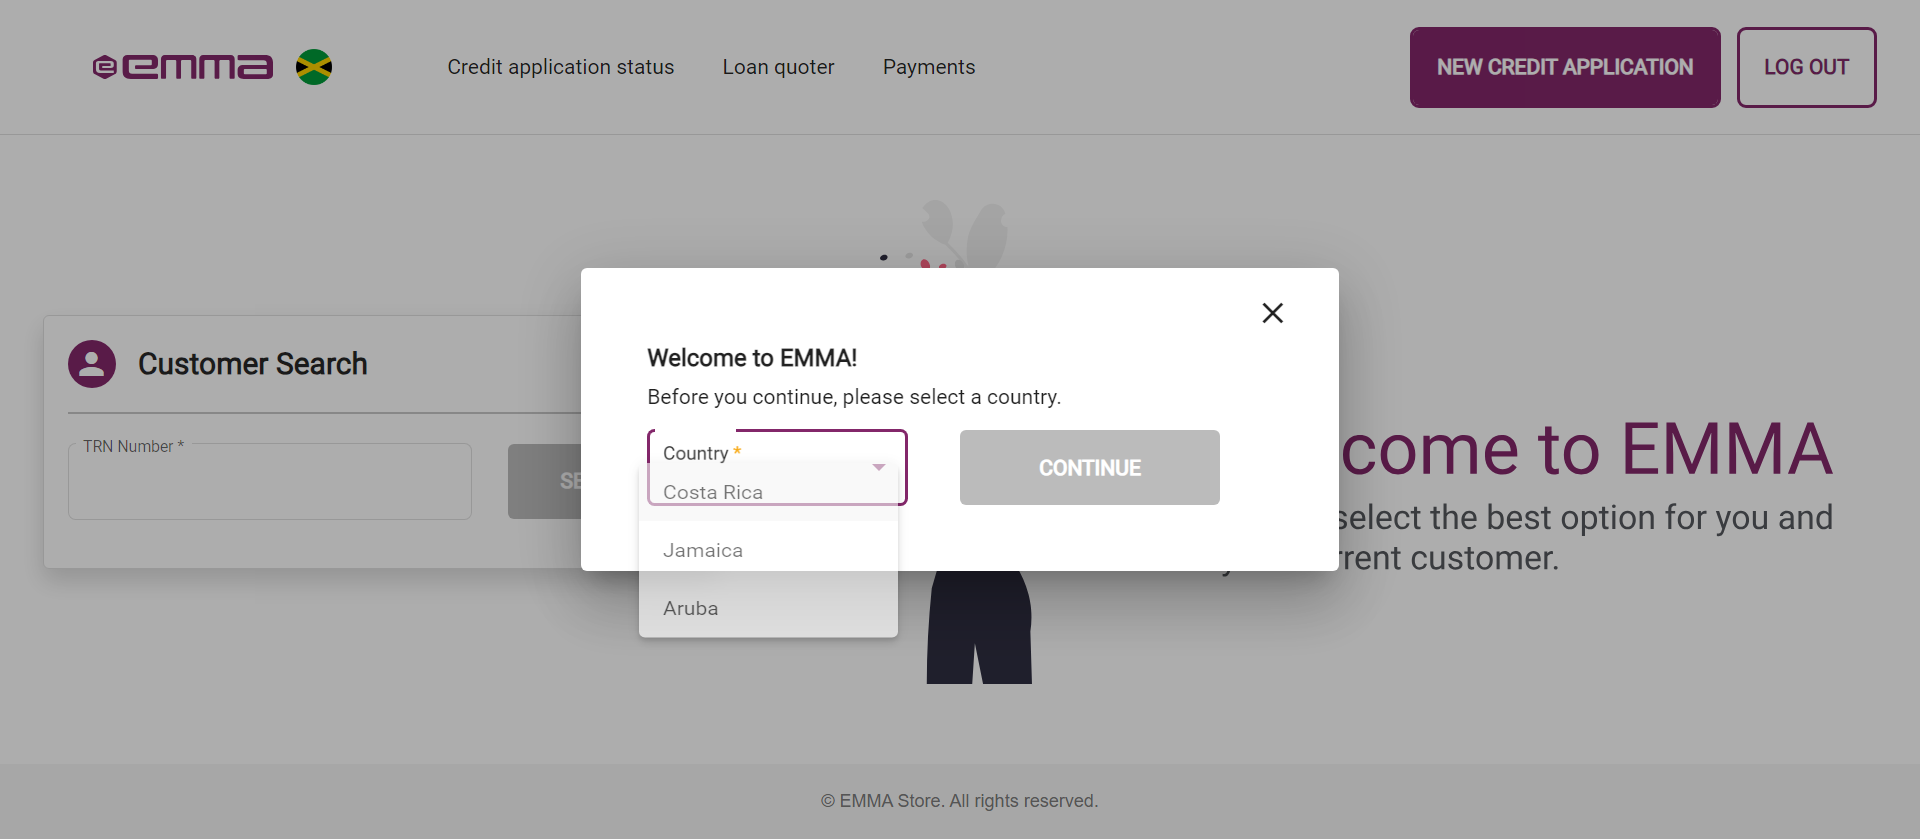 emma
Credit application status
Loan quoter
Payments
NEW CREDIT APPLICATION
LOG OUT
Customer Search
TRN Number *
SE
Welcome to EMMA!
Before you continue, please select a country.
Country *
CONTINUE
Costa Rica
Jamaica
Aruba
come to EMMA
select the best option for you and
rrent customer.
© EMMA Store. All rights reserved.